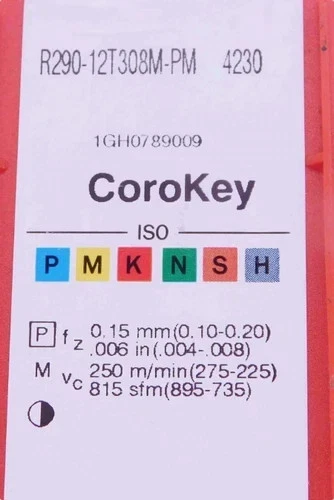 R290-12T308M-PM 4230
1GH0789009
CoroKey
ISO
P M K N S H
P fz 0.15 mm(0.10-0.20)
.006 in(.004-.008)
M vc 250 m/min(275-225)
815 sfm(895-735)